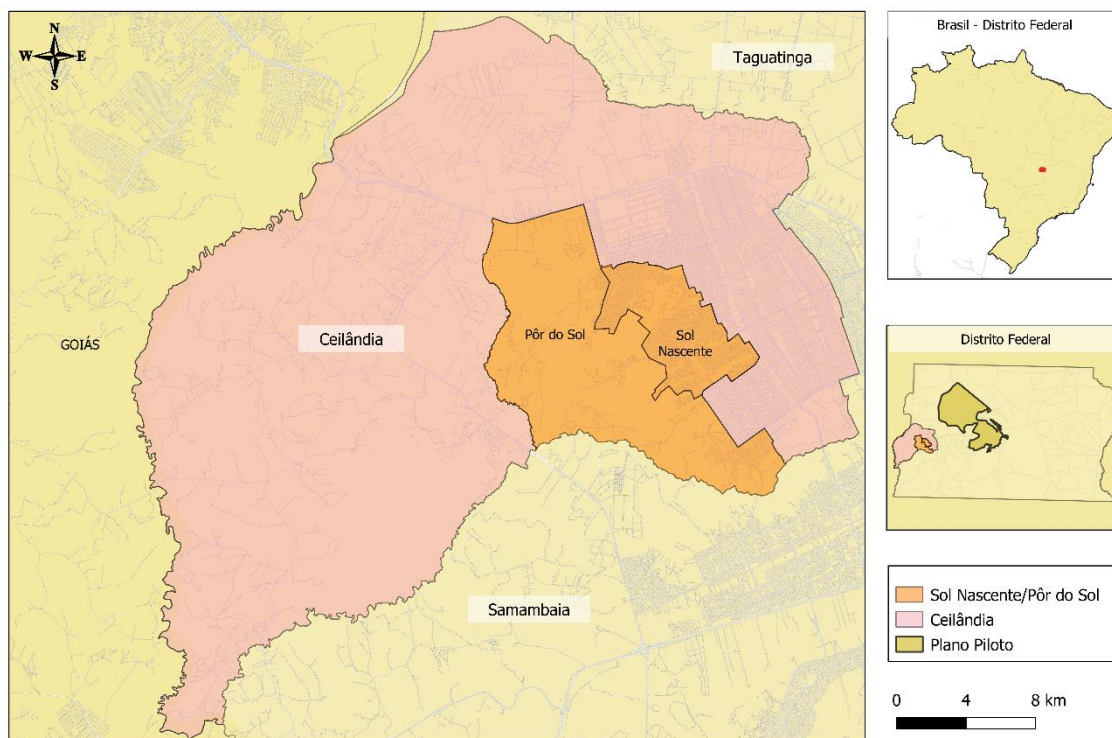 N
W E
S
Taguatinga
GOIÁS
Ceilândia
Pôr do Sol
Sol
Nascente
Samambaia
Brasil - Distrito Federal
Distrito Federal
Sol Nascente/Pôr do Sol
Ceilândia
Plano Piloto
0 4 8 km